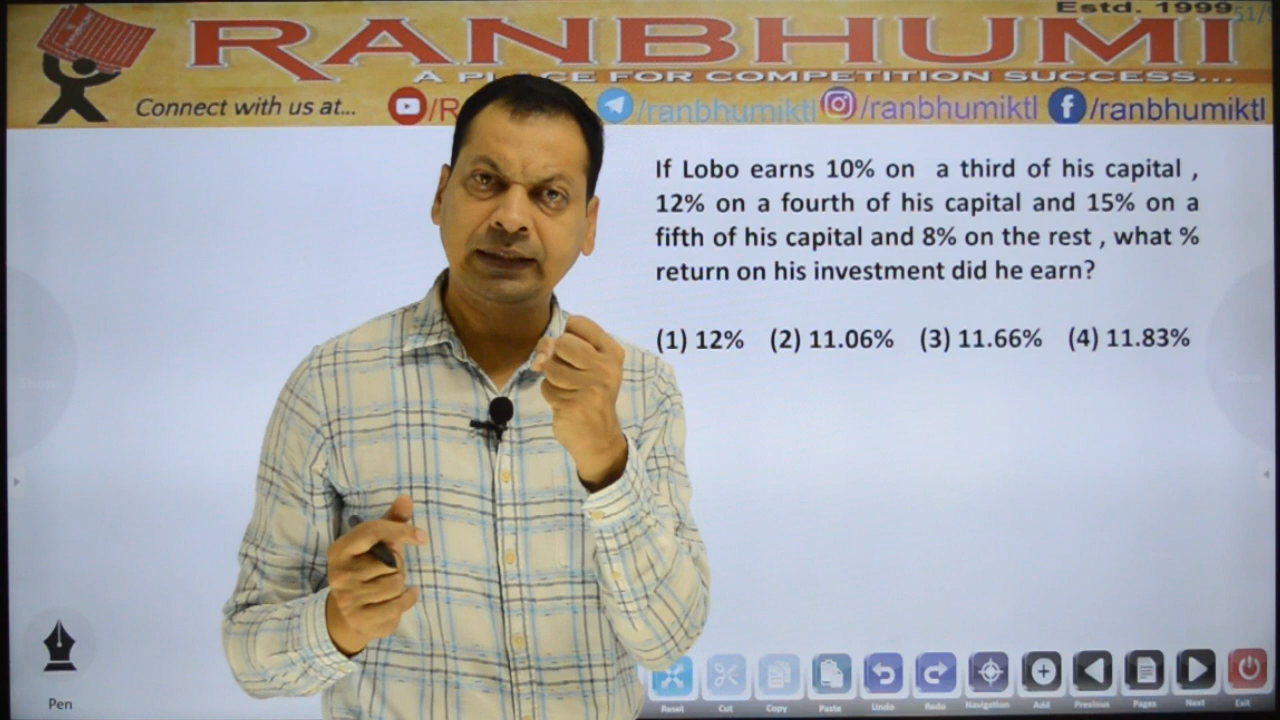 Estd. 1999
51/
RANBHUMI
A PLACE FOR COMPETITION SUCCESS...
Connect with us at... /R /ranbhumiktl /ranbhumiktl /ranbhumiktl
If Lobo earns 10% on a third of his capital ,
12% on a fourth of his capital and 15% on a
fifth of his capital and 8% on the rest , what %
return on his investment did he earn?
(1) 12% (2) 11.06% (3) 11.66% (4) 11.83%
Pen
Reset Cut Copy Paste Undo Redo Navigation Add Previous Pages Next Exit